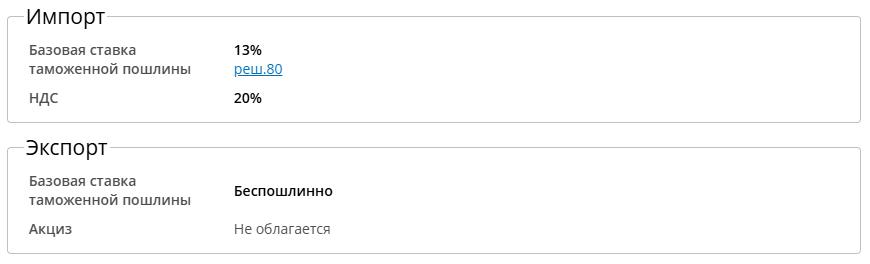 Импорт
Базовая ставка
таможенной пошлины
13%
реш.80
НДС
20%
Экспорт
Базовая ставка
таможенной пошлины
Беспошлинно
Акциз
Не облагается